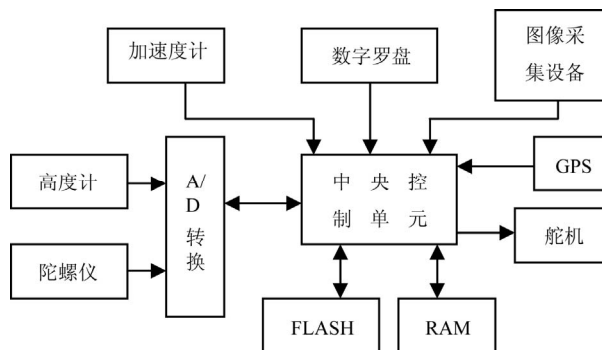 加速度计
数字罗盘
图像采
集设备
高度计
陀螺仪
A/
D
转
换
中 央 控
制 单 元
GPS
舵机
FLASH
RAM